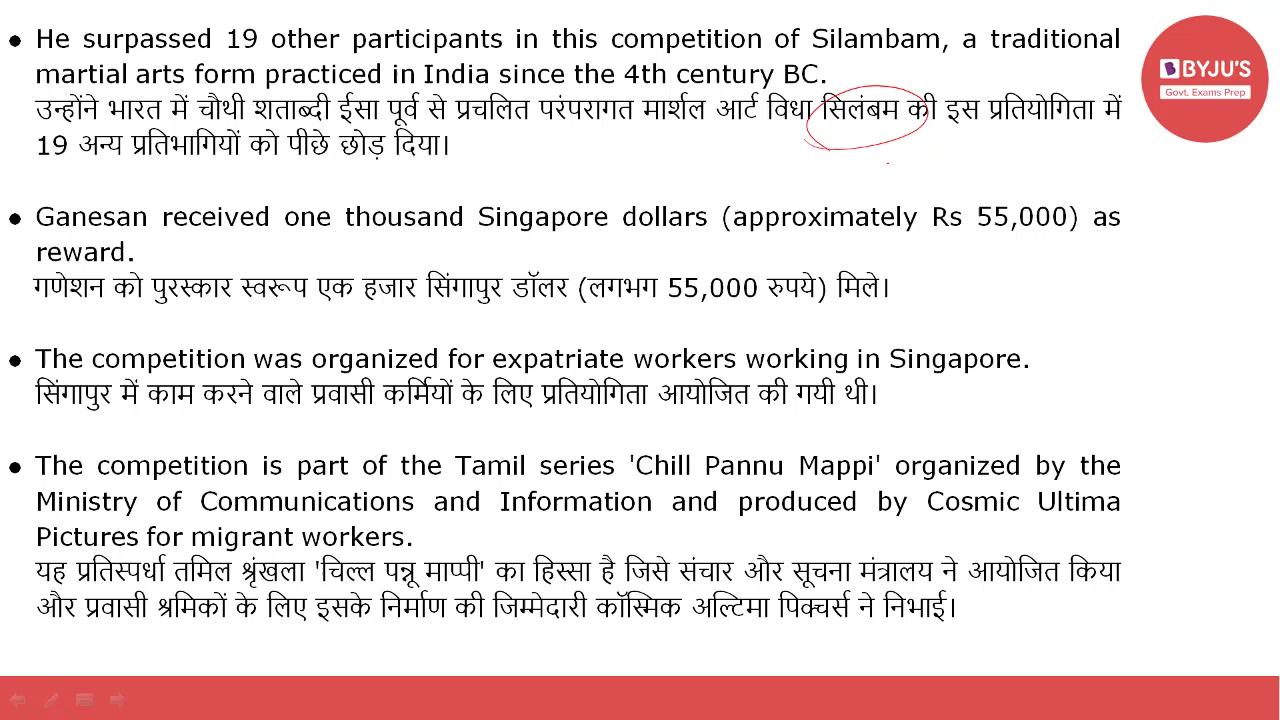 • He surpassed 19 other participants in this competition of Silambam, a traditional
martial arts form practiced in India since the 4th century BC.
उन्होंने भारत में चौथी शताब्दी ईसा पूर्व से प्रचलित परंपरागत मार्शल आर्ट विधा सिलंबम की इस प्रतियोगिता में
19 अन्य प्रतिभागियों को पीछे छोड़ दिया।
• Ganesan received one thousand Singapore dollars (approximately Rs 55,000) as
reward.
गणेशन को पुरस्कार स्वरूप एक हजार सिंगापुर डॉलर (लगभग 55,000 रुपये) मिले।
• The competition was organized for expatriate workers working in Singapore.
सिंगापुर में काम करने वाले प्रवासी कर्मियों के लिए प्रतियोगिता आयोजित की गयी थी।
• The competition is part of the Tamil series 'Chill Pannu Mappi' organized by the
Ministry of Communications and Information and produced by Cosmic Ultima
Pictures for migrant workers.
यह प्रतिस्पर्धा तमिल श्रृंखला 'चिल्ल पन्नू माप्पी' का हिस्सा है जिसे संचार और सूचना मंत्रालय ने आयोजित किया
और प्रवासी श्रमिकों के लिए इसके निर्माण की जिम्मेदारी कॉस्मिक अल्टिमा पिक्चर्स ने निभाई।
BYJU'S
Govt. Exams Prep